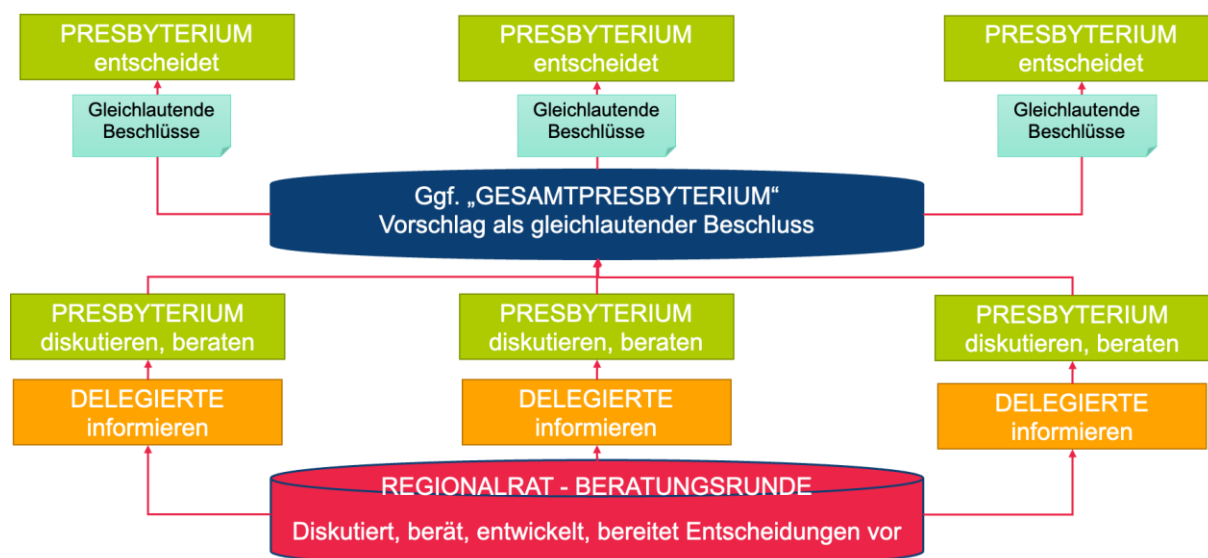 PRESBYTERIUM
entscheidet
PRESBYTERIUM
entscheidet
PRESBYTERIUM
entscheidet
Gleichlautende
Beschlüsse
Gleichlautende
Beschlüsse
Gleichlautende
Beschlüsse
Ggf. „GESAMTPRESBYTERIUM“
Vorschlag als gleichlautender Beschluss
PRESBYTERIUM
diskutieren, beraten
PRESBYTERIUM
diskutieren, beraten
PRESBYTERIUM
diskutieren, beraten
DELEGIERTE
informieren
DELEGIERTE
informieren
DELEGIERTE
informieren
REGIONALRAT - BERATUNGSRUNDE
Diskutiert, berät, entwickelt, bereitet Entscheidungen vor